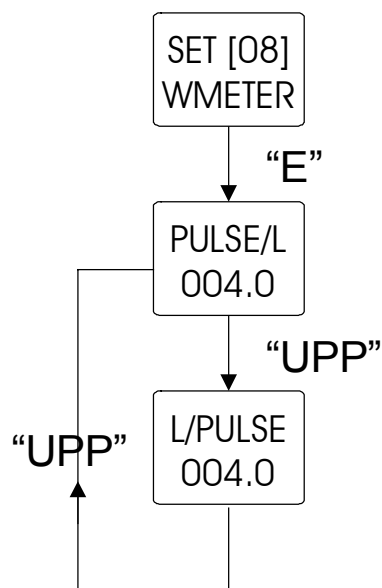 SET [08]
WMETER
“E”
PULSE/L
004.0
“UPP”
L/PULSE
004.0
“UPP”